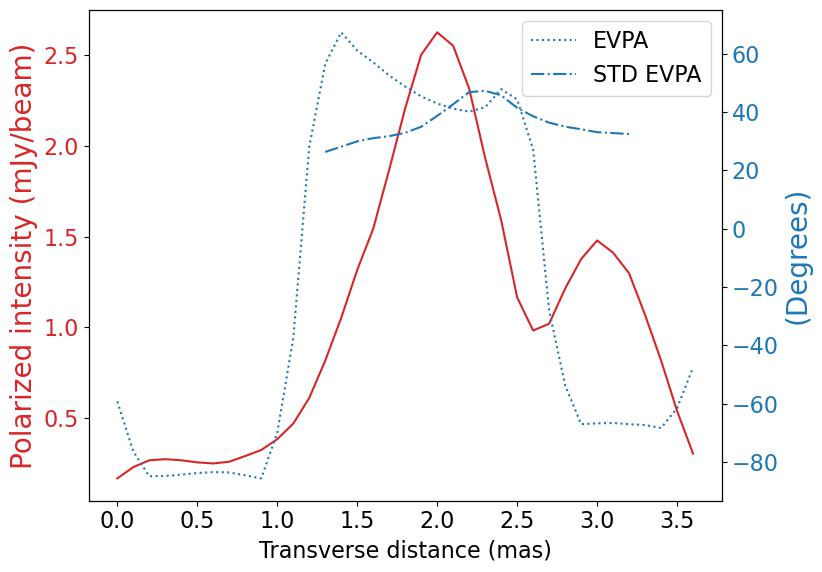 Polarized intensity (mJy/beam)
2.5
2.0
1.5
1.0
0.5
EVPA
STD EVPA
60
40
20
0
−20
−40
−60
−80
(Degrees)
0.0 0.5 1.0 1.5 2.0 2.5 3.0 3.5
Transverse distance (mas)